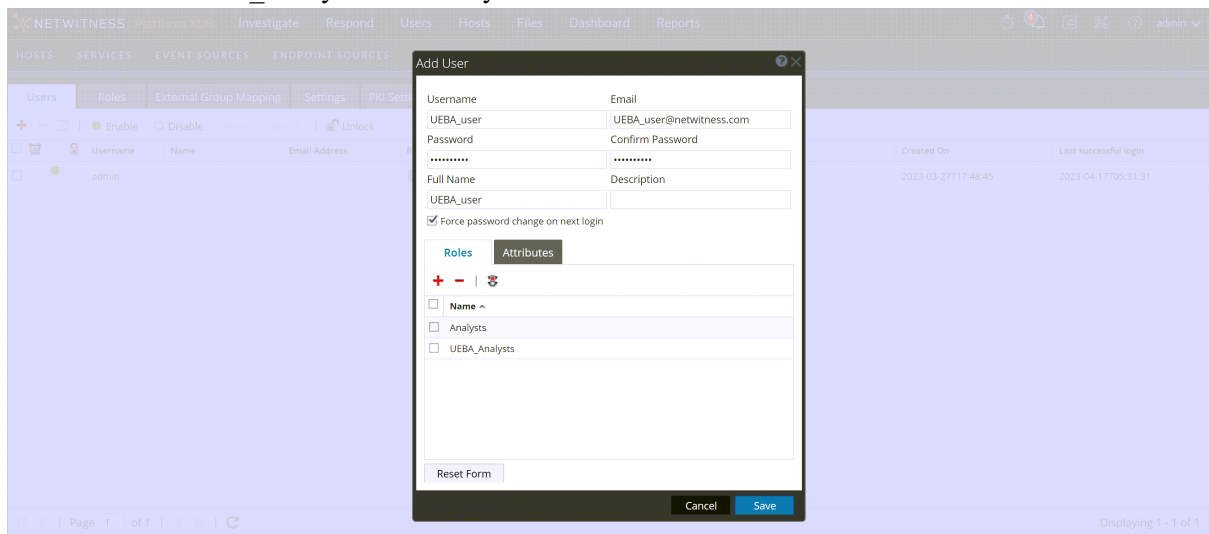 NETWITNESS Platform XDR Investigate Respond Users Hosts Files Dashboard Reports admin
HOSTS SERVICES EVENT SOURCES ENDPOINT SOURCES
Add User
Users Roles External Group Mapping Settings PKI Setti
Enable Disable Unlock
Username Name Email Address Created On Last successful login
admin 2023-03-27T17:48:45 2023-04-17T05:31:31
Username Email
UEBA_user UEBA_user@netwitness.com
Password Confirm Password
•••••••••• ••••••••••
Full Name Description
UEBA_user
Force password change on next login
Roles Attributes
Name
Analysts
UEBA_Analysts
Reset Form
Cancel Save
Page 1 of 1 Displaying 1 - 1 of 1